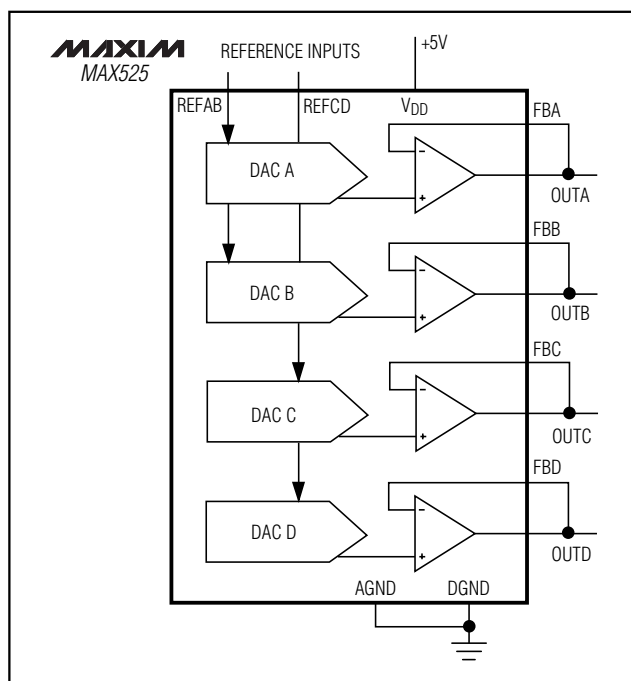 MAXIM
MAX525
REFERENCE INPUTS
+5V
REFAB
REFCD
VDD
FBA
DAC A
-
+
OUTA
FBB
DAC B
-
+
OUTB
FBC
DAC C
-
+
OUTC
FBD
DAC D
-
+
OUTD
AGND
DGND